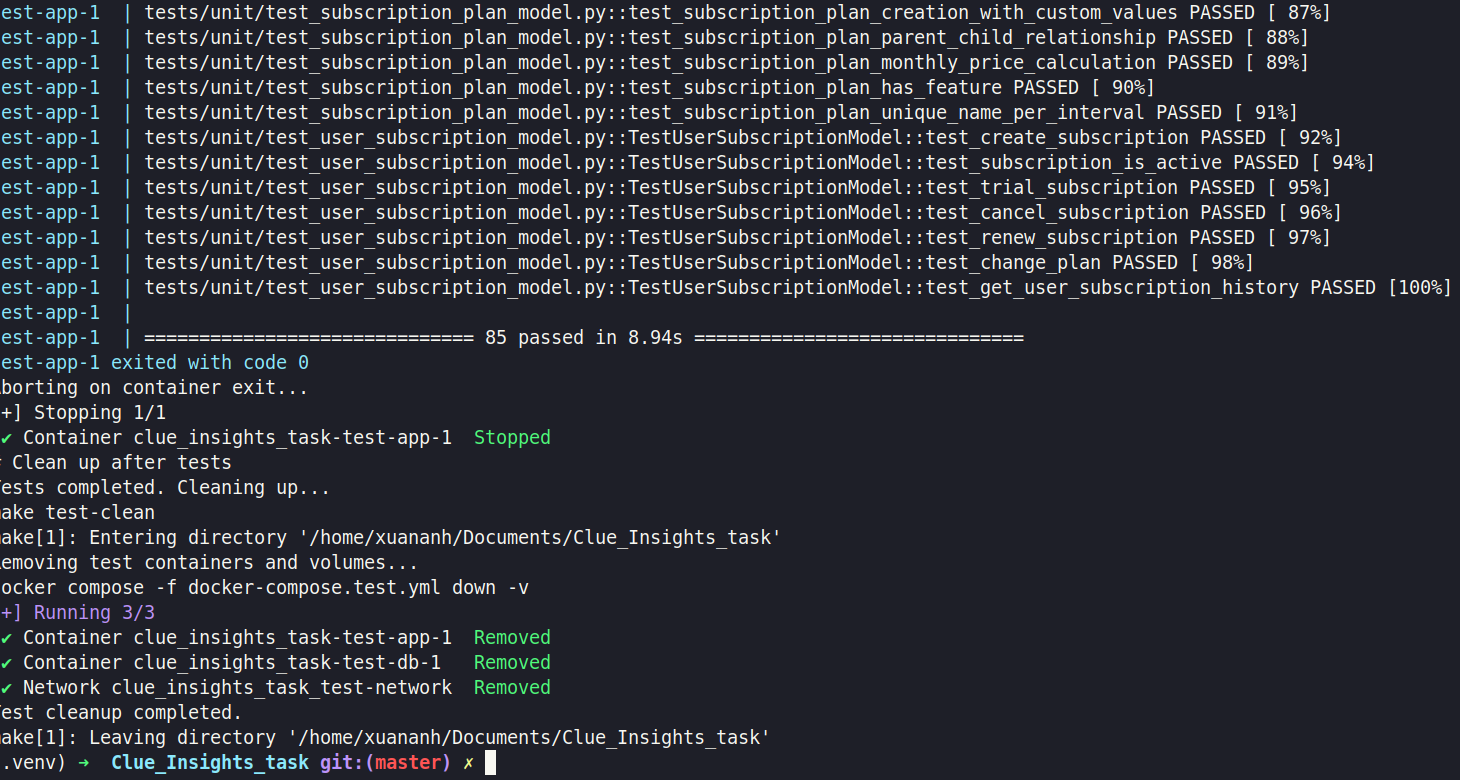 est-app-1  | tests/unit/test_subscription_plan_model.py::test_subscription_plan_creation_with_custom_values PASSED [ 87%]
est-app-1  | tests/unit/test_subscription_plan_model.py::test_subscription_plan_parent_child_relationship PASSED [ 88%]
est-app-1  | tests/unit/test_subscription_plan_model.py::test_subscription_plan_monthly_price_calculation PASSED [ 89%]
est-app-1  | tests/unit/test_subscription_plan_model.py::test_subscription_plan_has_feature PASSED [ 90%]
est-app-1  | tests/unit/test_subscription_plan_model.py::test_subscription_plan_unique_name_per_interval PASSED [ 91%]
est-app-1  | tests/unit/test_user_subscription_model.py::TestUserSubscriptionModel::test_create_subscription PASSED [ 92%]
est-app-1  | tests/unit/test_user_subscription_model.py::TestUserSubscriptionModel::test_subscription_is_active PASSED [ 94%]
est-app-1  | tests/unit/test_user_subscription_model.py::TestUserSubscriptionModel::test_trial_subscription PASSED [ 95%]
est-app-1  | tests/unit/test_user_subscription_model.py::TestUserSubscriptionModel::test_cancel_subscription PASSED [ 96%]
est-app-1  | tests/unit/test_user_subscription_model.py::TestUserSubscriptionModel::test_renew_subscription PASSED [ 97%]
est-app-1  | tests/unit/test_user_subscription_model.py::TestUserSubscriptionModel::test_change_plan PASSED [ 98%]
est-app-1  | tests/unit/test_user_subscription_model.py::TestUserSubscriptionModel::test_get_user_subscription_history PASSED [100%]
est-app-1  |
est-app-1  | ============================== 85 passed in 8.94s ==============================
est-app-1 exited with code 0
borting on container exit...
+] Stopping 1/1
✔ Container clue_insights_task-test-app-1  Stopped
Clean up after tests
ests completed. Cleaning up...
ake test-clean
ake[1]: Entering directory '/home/xuananh/Documents/Clue_Insights_task'
emoving test containers and volumes...
ocker compose -f docker-compose.test.yml down -v
+] Running 3/3
✔ Container clue_insights_task-test-app-1  Removed
✔ Container clue_insights_task-test-db-1   Removed
✔ Network clue_insights_task_test-network  Removed
est cleanup completed.
ake[1]: Leaving directory '/home/xuananh/Documents/Clue_Insights_task'
.venv) ➜  Clue_Insights_task git:(master) ✗